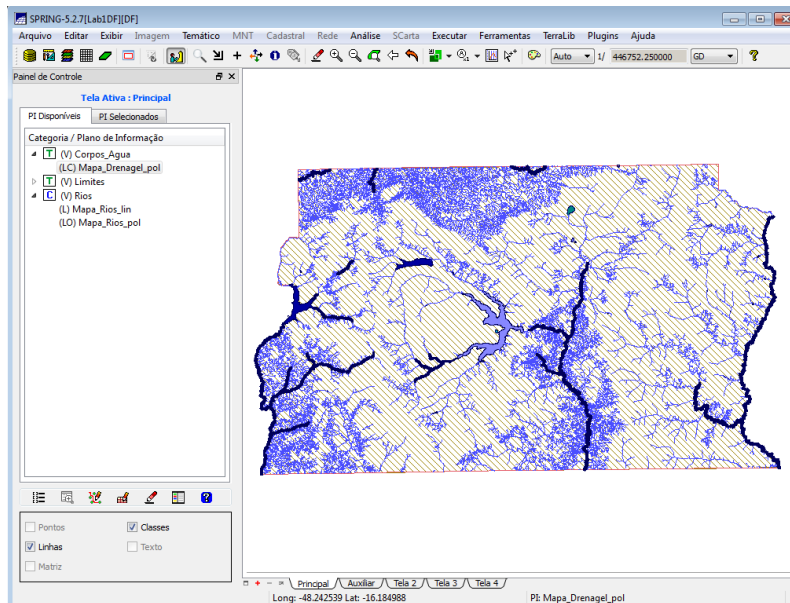 SPRING-5.2.7[Lab1DF][DF]
Arquivo Editar Exibir Imagem Temático MNT Cadastral Rede Análise SCarta Executar Ferramentas TerraLib Plugins Ajuda
Auto 1/ 446752.250000 GD
Painel de Controle
Tela Ativa : Principal
PI Disponíveis PI Selecionados
Categoria / Plano de Informação
T (V) Corpos_Agua
(LC) Mapa_Drenagel_pol
T (V) Limites
C (V) Rios
(L) Mapa_Rios_lin
(LO) Mapa_Rios_pol
Pontos Classes
Linhas Texto
Matriz
Principal Auxiliar Tela 2 Tela 3 Tela 4
Long: -48.242539 Lat: -16.184988 PI: Mapa_Drenagel_pol